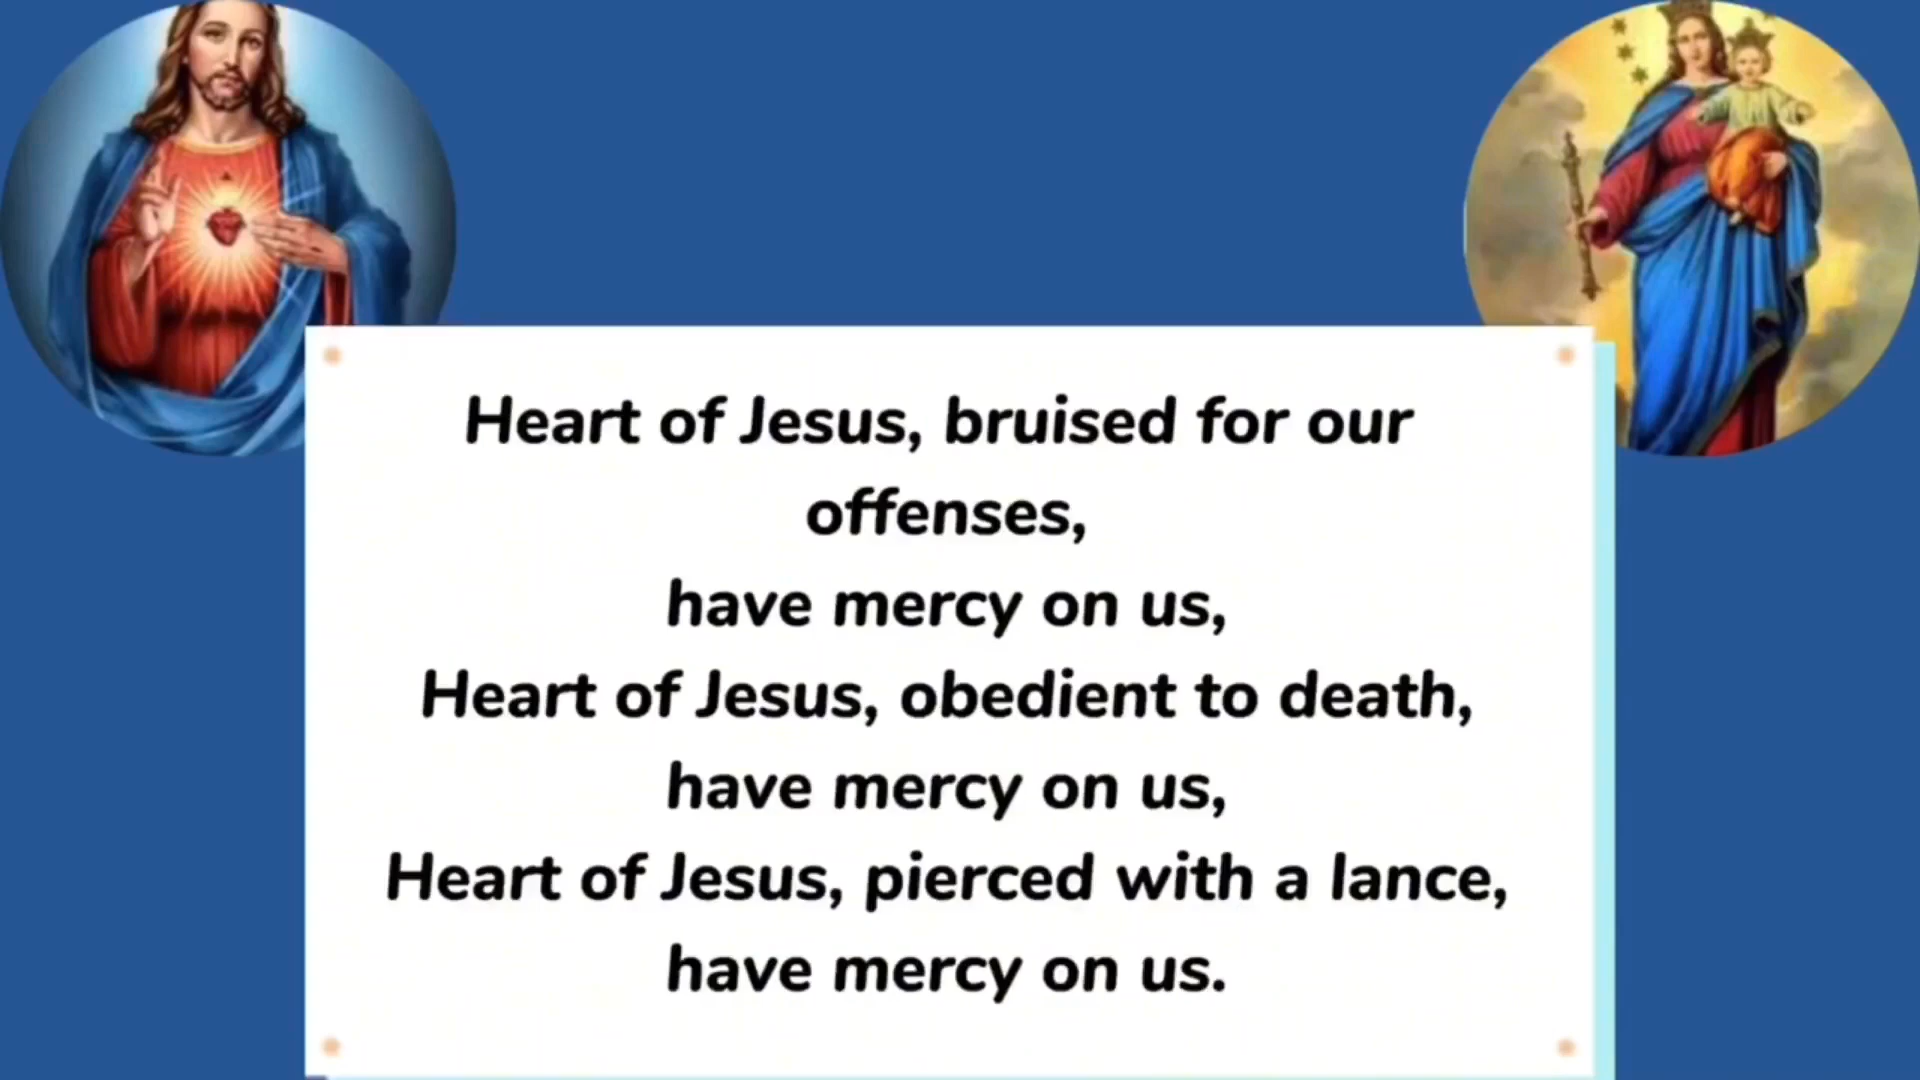 Heart of Jesus, bruised for our
offenses,
have mercy on us,
Heart of Jesus, obedient to death,
have mercy on us,
Heart of Jesus, pierced with a lance,
have mercy on us.